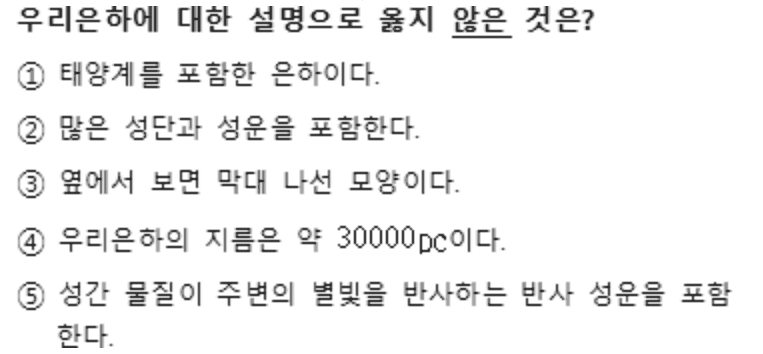 우리은하에 대한 설명으로 옳지 않은 것은?
① 태양계를 포함한 은하이다.
② 많은 성단과 성운을 포함한다.
③ 옆에서 보면 막대 나선 모양이다.
④ 우리은하의 지름은 약 30000pc이다.
⑤ 성간 물질이 주변의 별빛을 반사하는 반사 성운을 포함
한다.